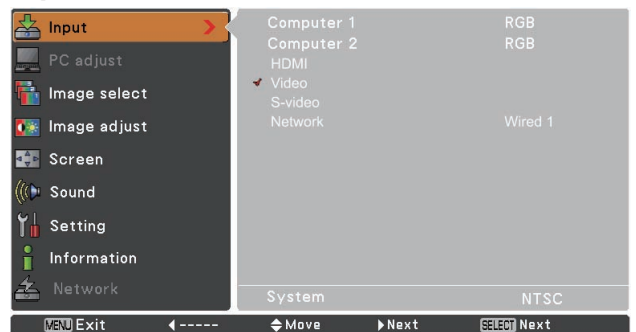 Input
PC adjust
Image select
Image adjust
Screen
Sound
Setting
Information
Network
Computer 1 RGB
Computer 2 RGB
HDMI
Video
S-video
Network Wired 1
System NTSC
MENU Exit ----- Move Next SELECT Next